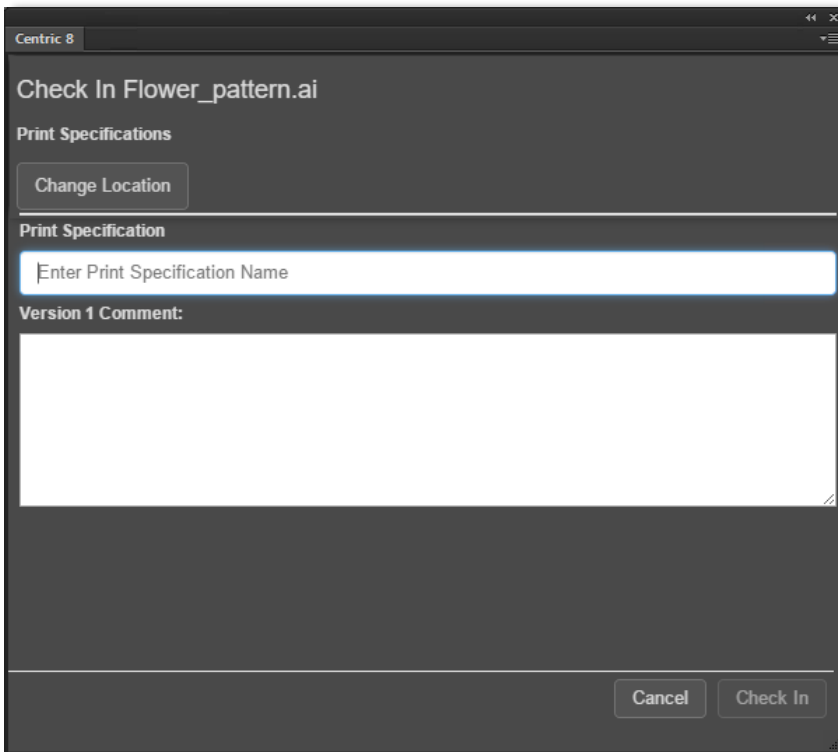 Centric 8
Check In Flower_pattern.ai
Print Specifications
Change Location
Print Specification
Enter Print Specification Name
Version 1 Comment:
Cancel
Check In